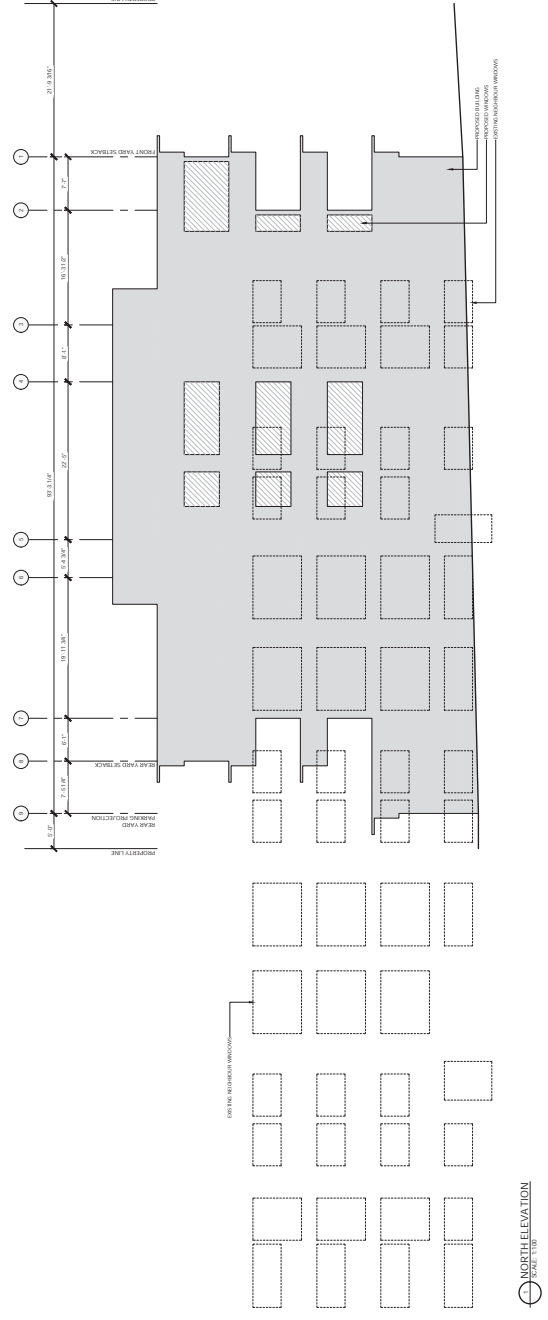 21'-9 3/16"
93'-3 1/4"
5'-0"
1
2
3
4
5
6
7
8
9
7'-1"
16'-3 1/2"
8'-1"
22'-5"
5'-4 3/4"
19'-11 3/4"
6'-1"
7'-5 1/8"
FRONT YARD SETBACK
REAR YARD SETBACK
REAR YARD
PARKING PROJECTION
PROPERTY LINE
PROPOSED BUILDING
PROPOSED WINDOWS
EXISTING NEIGHBOUR WINDOWS
EXISTING NEIGHBOUR WINDOWS
1
NORTH ELEVATION
SCALE: 1:100